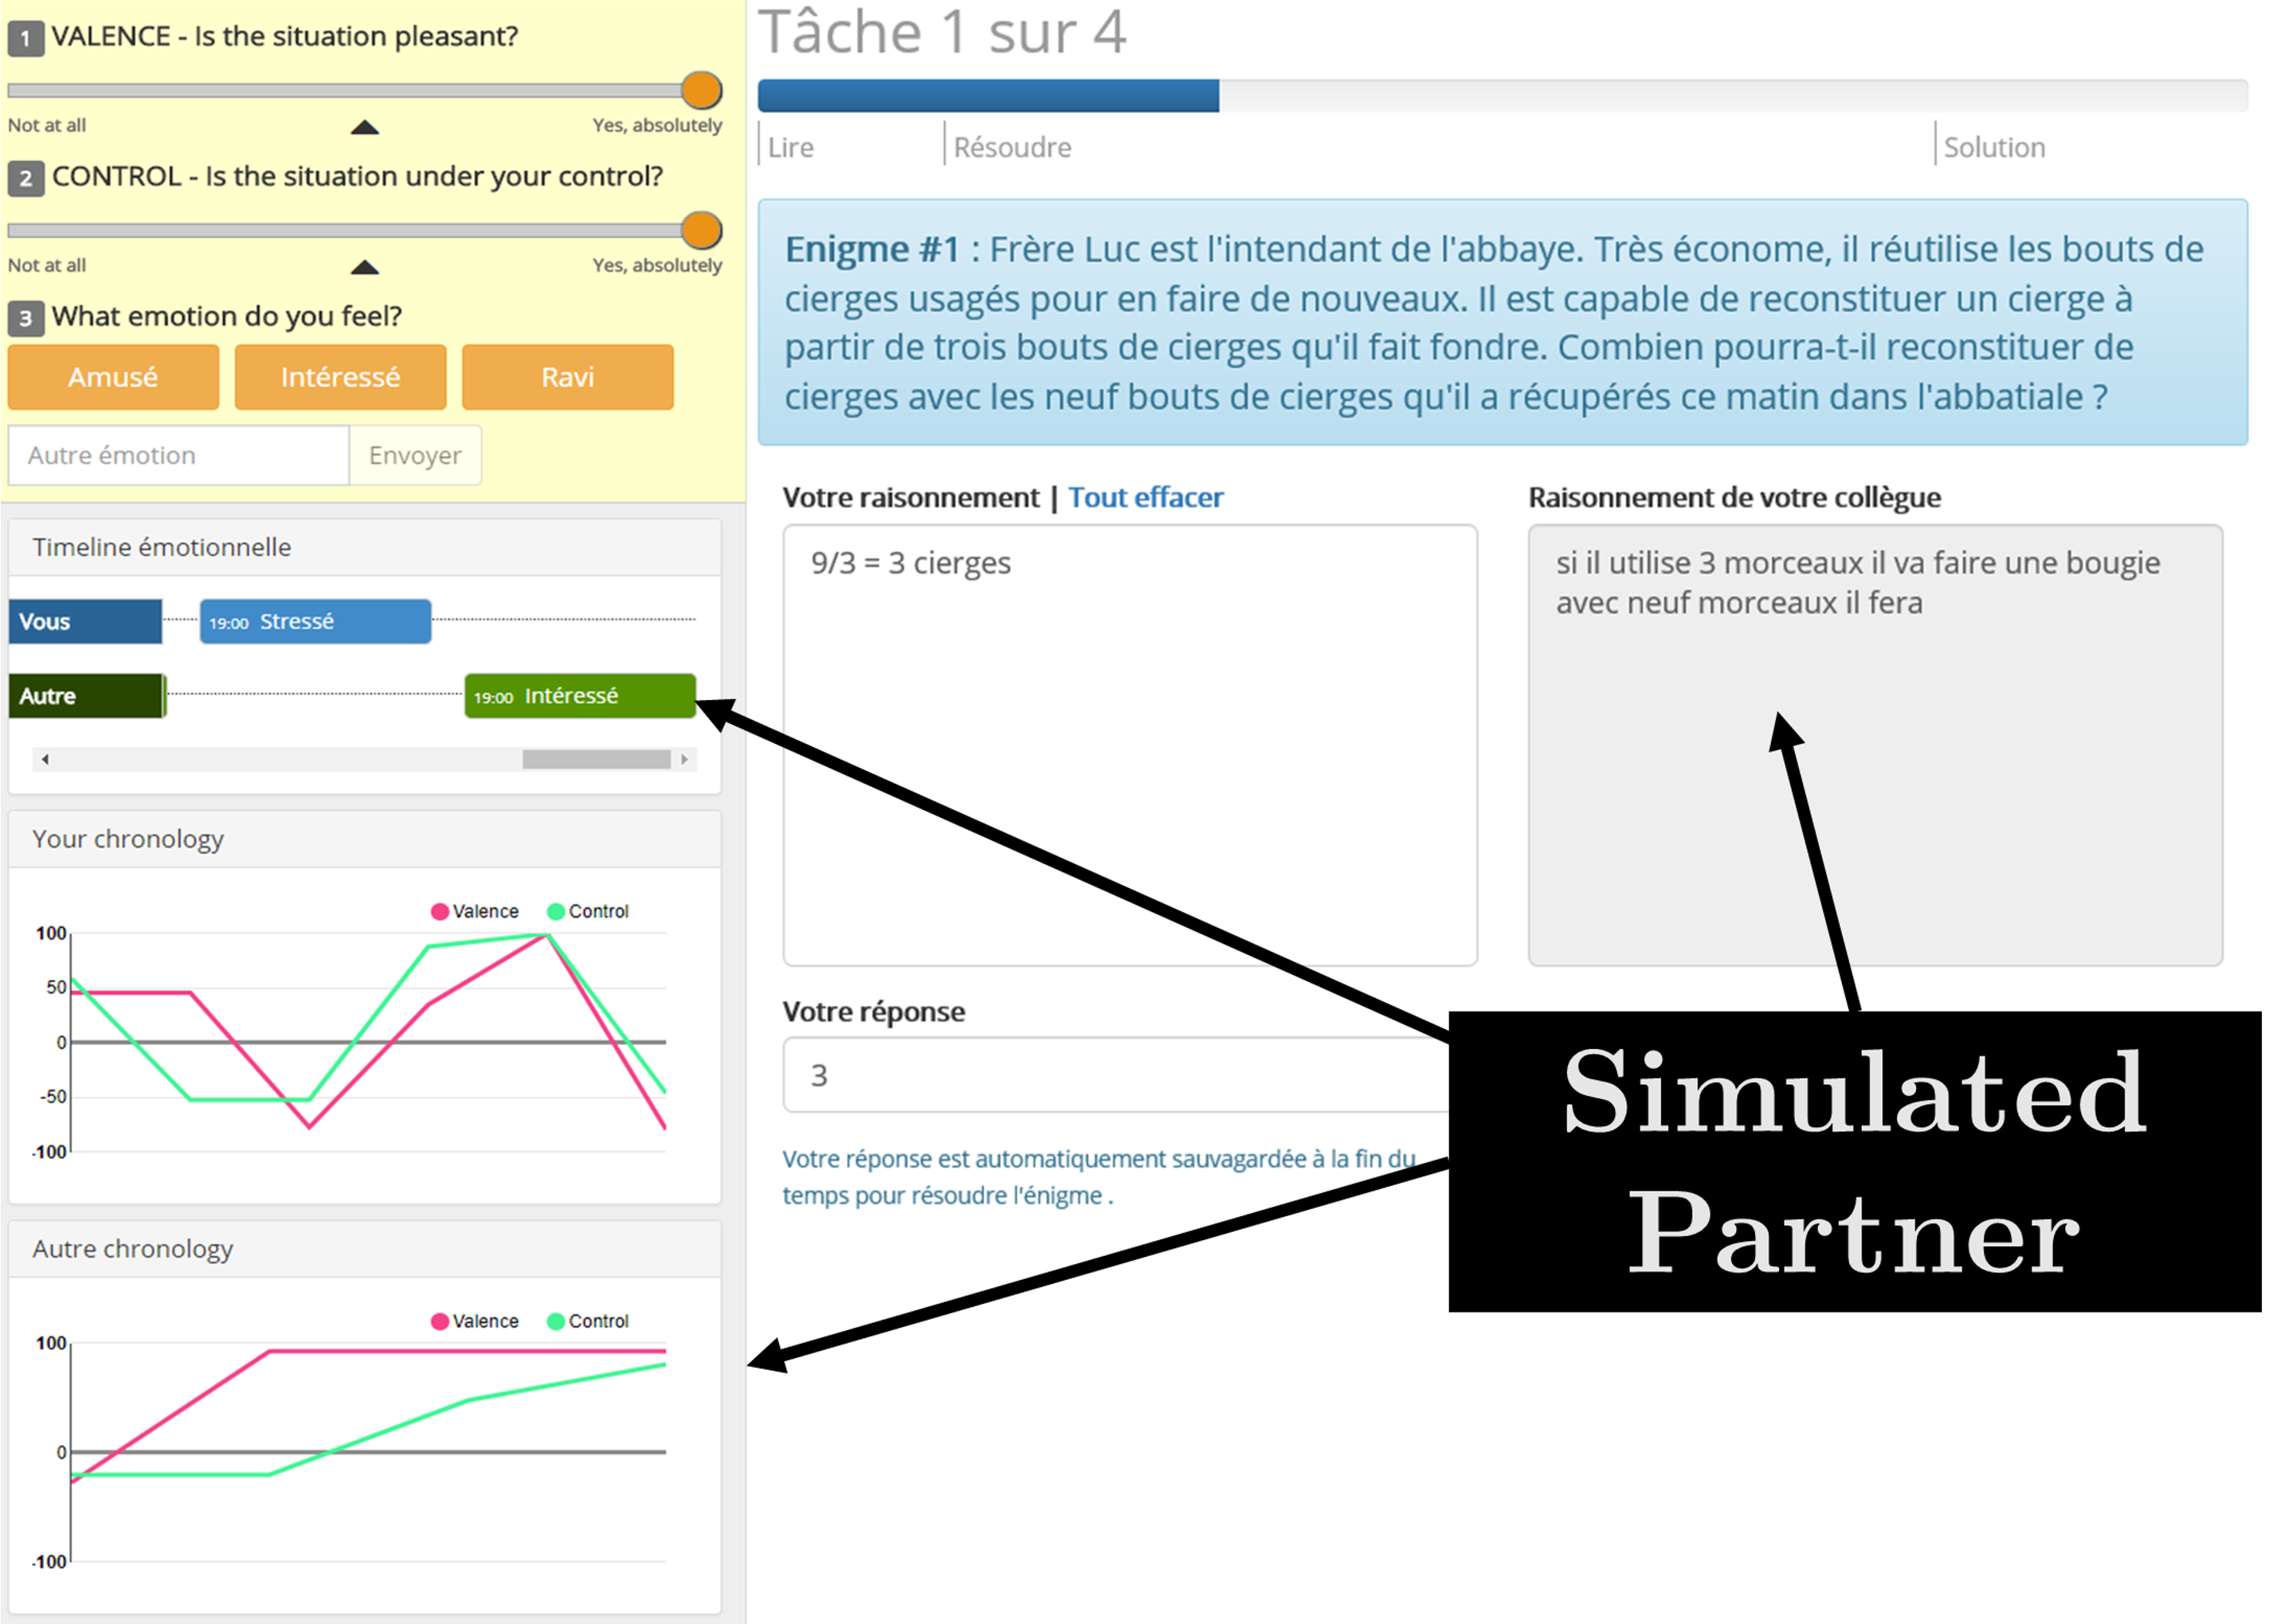 1 VALENCE - Is the situation pleasant?
Not at all
Yes, absolutely
2 CONTROL - Is the situation under your control?
Not at all
Yes, absolutely
3 What emotion do you feel?
Amusé
Intéressé
Ravi
Autre émotion
Envoyer
Timeline émotionnelle
Vous
19:00 Stressé
Autre
19:00 Intéressé
Your chronology
Valence
Control
100
50
0
-50
-100
Autre chronology
Valence
Control
100
0
-100
Tâche 1 sur 4
Lire
Résoudre
Solution
Enigme #1 : Frère Luc est l'intendant de l'abbaye. Très économe, il réutilise les bouts de
cierges usagés pour en faire de nouveaux. Il est capable de reconstituer un cierge à
partir de trois bouts de cierges qu'il fait fondre. Combien pourra-t-il reconstituer de
cierges avec les neuf bouts de cierges qu'il a récupérés ce matin dans l'abbatiale ?
Votre raisonnement | Tout effacer
9/3 = 3 cierges
Raisonnement de votre collègue
si il utilise 3 morceaux il va faire une bougie
avec neuf morceaux il fera
Votre réponse
3
Votre réponse est automatiquement sauvagardée à la fin du
temps pour résoudre l'énigme .
Simulated
Partner